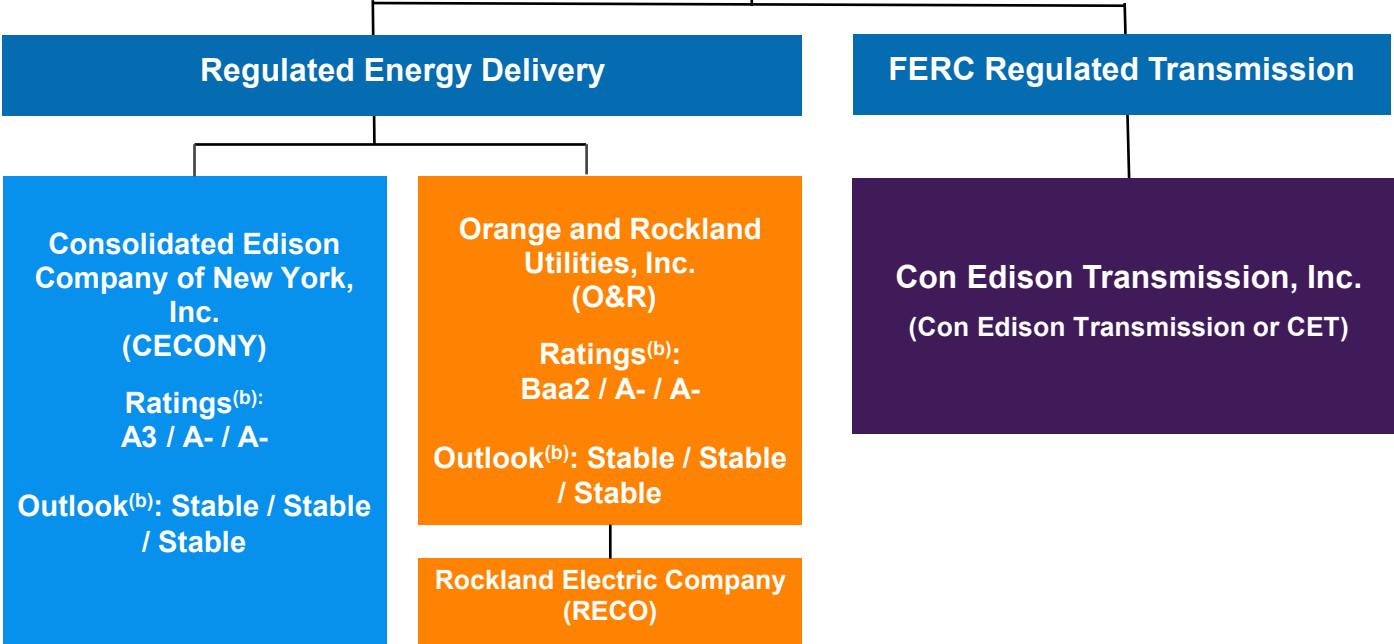 Regulated Energy Delivery
FERC Regulated Transmission
Consolidated Edison
Company of New York,
Inc.
(CECONY)
Ratings(b):
A3 / A- / A-
Outlook(b): Stable / Stable
/ Stable
Orange and Rockland
Utilities, Inc.
(O&R)
Ratings(b):
Baa2 / A- / A-
Outlook(b): Stable / Stable
/ Stable
Rockland Electric Company
(RECO)
Con Edison Transmission, Inc.
(Con Edison Transmission or CET)